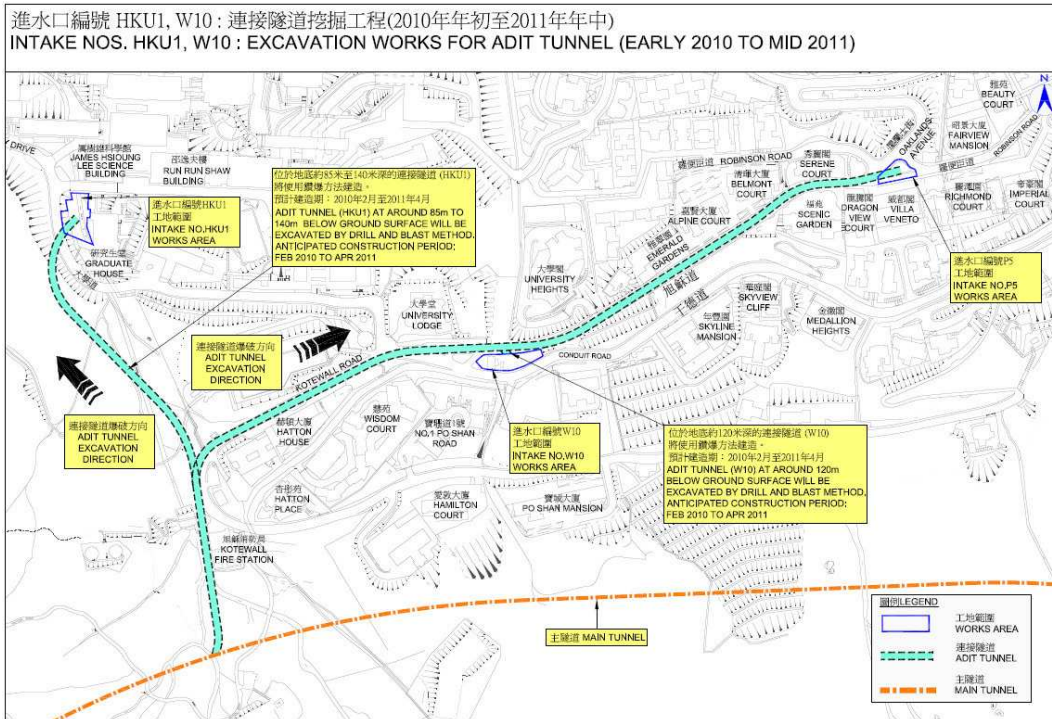 進水口編號 HKU1, W10 : 連接隧道挖掘工程(2010年年初至2011年年中)
INTAKE NOS. HKU1, W10 : EXCAVATION WORKS FOR ADIT TUNNEL (EARLY 2010 TO MID 2011)
N
DRIVE
JAMES HSIOUNG
LEE SCIENCE
BUILDING
邵逸夫樓
RUN RUN SHAW
BUILDING
進水口編號HKU1
工地範圍
INTAKE NO.HKU1
WORKS AREA
研究生堂
GRADUATE
HOUSE
大學道
位於地底約85米至140米深的連接隧道 (HKU1)
將使用鑽爆方法建造。
預計建造期：2010年2月至2011年4月
ADIT TUNNEL (HKU1) AT AROUND 85m TO
140m BELOW GROUND SURFACE WILL BE
EXCAVATED BY DRILL AND BLAST METHOD.
ANTICIPATED CONSTRUCTION PERIOD:
FEB 2010 TO APR 2011
雅苑
BEAUTY
COURT
昭景大廈
FAIRVIEW
MANSION
OAKLANDS
AVENUE
羅便臣道 ROBINSON ROAD
羅便臣道
ROBINSON ROAD
秀麗閣
SERENE
COURT
清暉大廈
BELMONT
COURT
嘉賢大廈
ALPINE COURT
福苑
SCENIC
GARDEN
龍騰閣
DRAGON
VIEW
COURT
威都閣
VILLA
VENETO
麗澤園
RICHMOND
COURT
帝豪閣
IMPERIAL
COURT
EMERALD
GARDENS
大學閣
UNIVERSITY
HEIGHTS
大學堂
UNIVERSITY
LODGE
旭龢道
干德道
年豐園
SKYLINE
MANSION
華庭閣
SKYVIEW
CLIFF
金徽閣
MEDALLION
HEIGHTS
進水口編號P5
工地範圍
INTAKE NO.P5
WORKS AREA
連接隧道爆破方向
ADIT TUNNEL
EXCAVATION
DIRECTION
KOTEWALL ROAD
CONDUIT ROAD
連接隧道爆破方向
ADIT TUNNEL
EXCAVATION
DIRECTION
赫頓大廈
HATTON
HOUSE
慧苑
WISDOM
COURT
寶珊道1號
NO.1 PO SHAN
ROAD
進水口編號W10
工地範圍
INTAKE NO.W10
WORKS AREA
位於地底約120米深的連接隧道 (W10)
將使用鑽爆方法建造。
預計建造期：2010年2月至2011年4月
ADIT TUNNEL (W10) AT AROUND 120m
BELOW GROUND SURFACE WILL BE
EXCAVATED BY DRILL AND BLAST METHOD.
ANTICIPATED CONSTRUCTION PERIOD:
FEB 2010 TO APR 2011
杏彤苑
HATTON
PLACE
愛敦大廈
HAMILTON
COURT
寶城大廈
PO SHAN MANSION
旭龢消防局
KOTEWALL
FIRE STATION
主隧道 MAIN TUNNEL
圖例LEGEND
工地範圍
WORKS AREA
連接隧道
ADIT TUNNEL
主隧道
MAIN TUNNEL